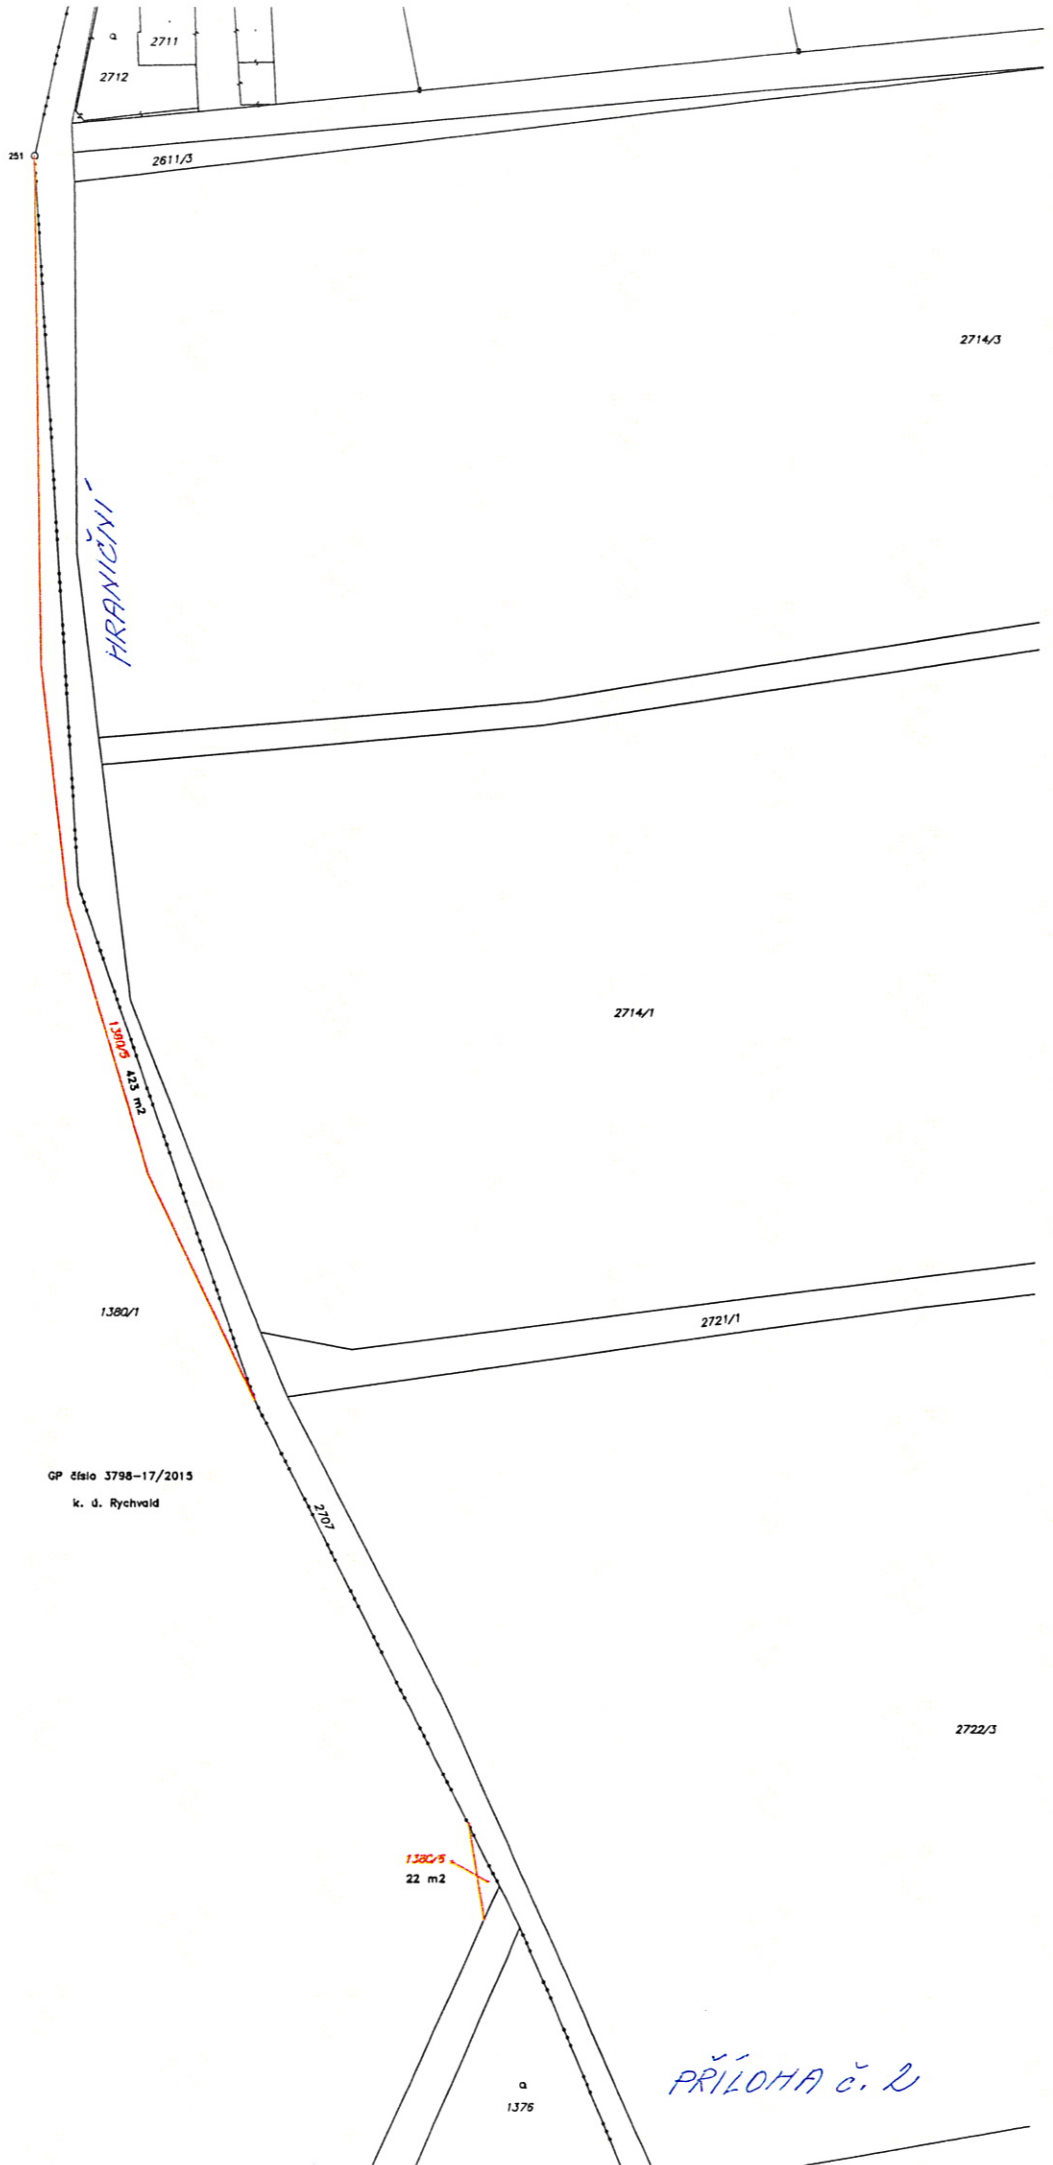 a
2711
2712
251
2611/3
2714/3
HRANIČNÍ
2714/1
1380/5
423 m2
1380/1
2721/1
GP číslo 3798-17/2015
k. ú. Rychvald
2707
2722/3
1380/5
22 m2
a
1376
PŘÍLOHA č. 2